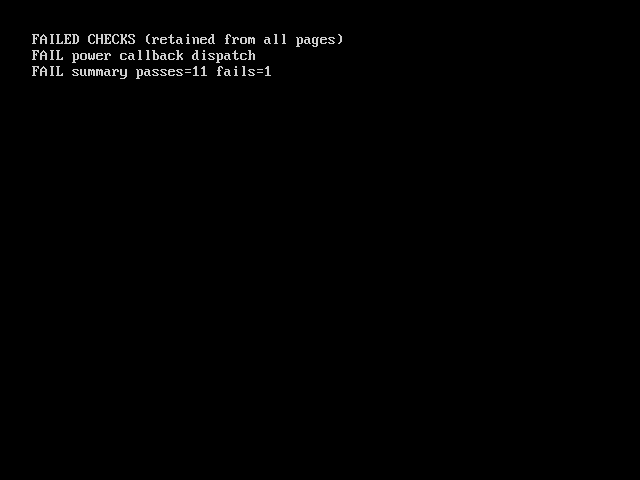 FAILED CHECKS (retained from all pages)
FAIL power callback dispatch
FAIL summary passes=11 fails=1